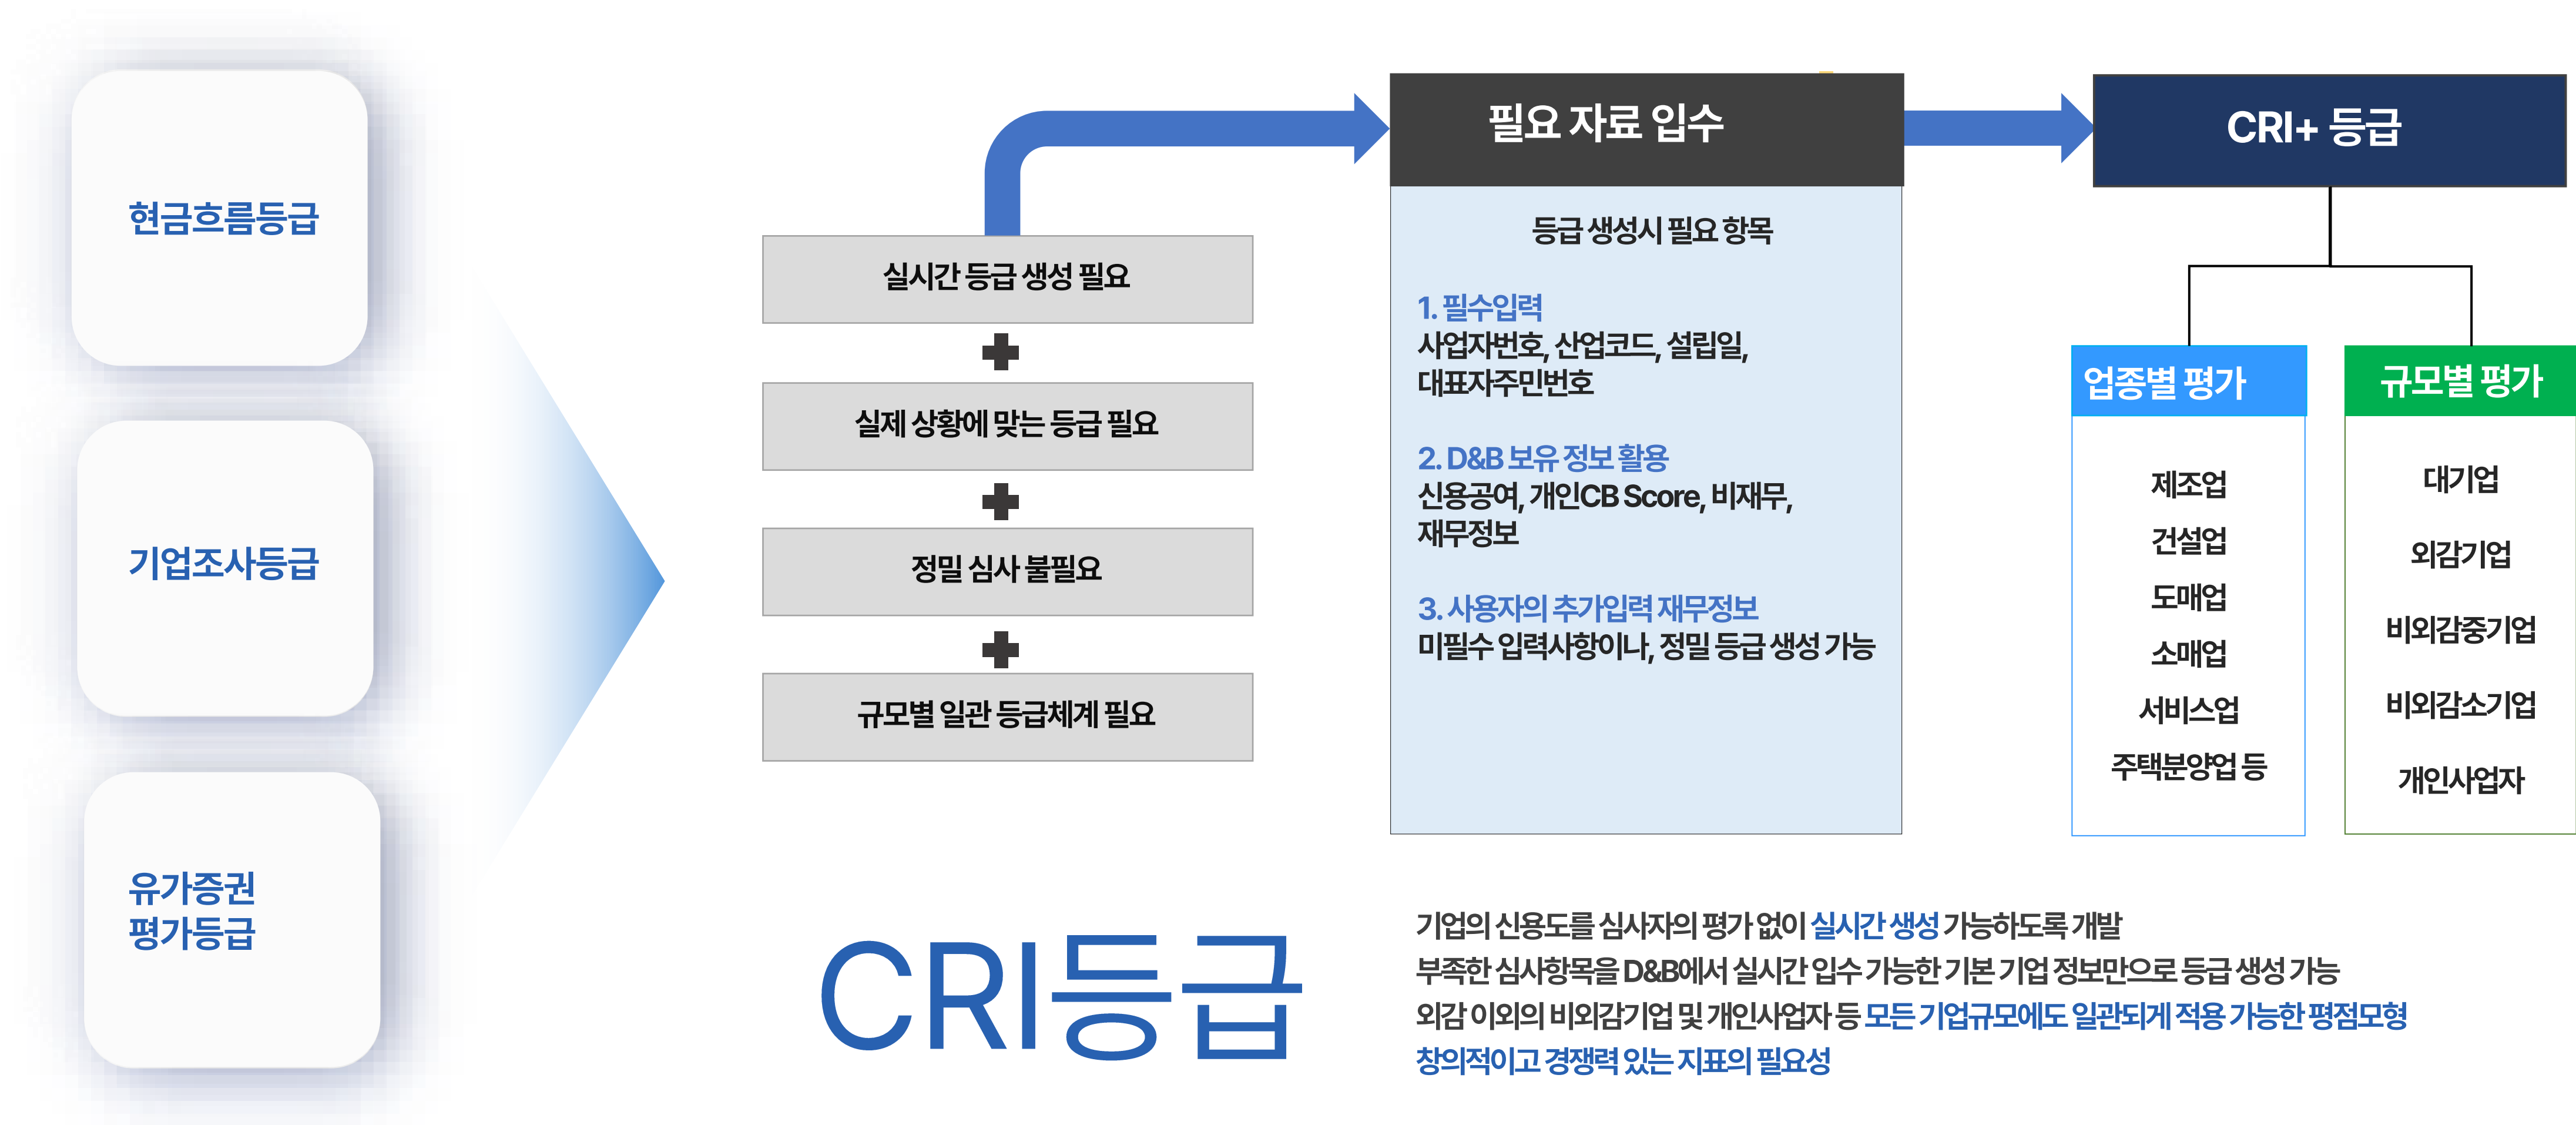 현금흐름등급
기업조사등급
유가증권
평가등급
실시간 등급 생성 필요
실제 상황에 맞는 등급 필요
정밀 심사 불필요
규모별 일관 등급체계 필요
필요 자료 입수
등급 생성시 필요 항목
1. 필수입력
사업자번호, 산업코드, 설립일,
대표자주민번호
2. D&B 보유 정보 활용
신용공여, 개인CB Score, 비재무,
재무정보
3. 사용자의 추가입력 재무정보
미필수 입력사항이나, 정밀 등급 생성 가능
CRI+ 등급
업종별 평가
제조업
건설업
도매업
소매업
서비스업
주택분양업 등
규모별 평가
대기업
외감기업
비외감중기업
비외감소기업
개인사업자
CRI등급
기업의 신용도를 심사자의 평가 없이 실시간 생성 가능하도록 개발
부족한 심사항목을 D&B에서 실시간 입수 가능한 기본 기업 정보만으로 등급 생성 가능
외감 이외의 비외감기업 및 개인사업자 등 모든 기업규모에도 일관되게 적용 가능한 평점모형
창의적이고 경쟁력 있는 지표의 필요성